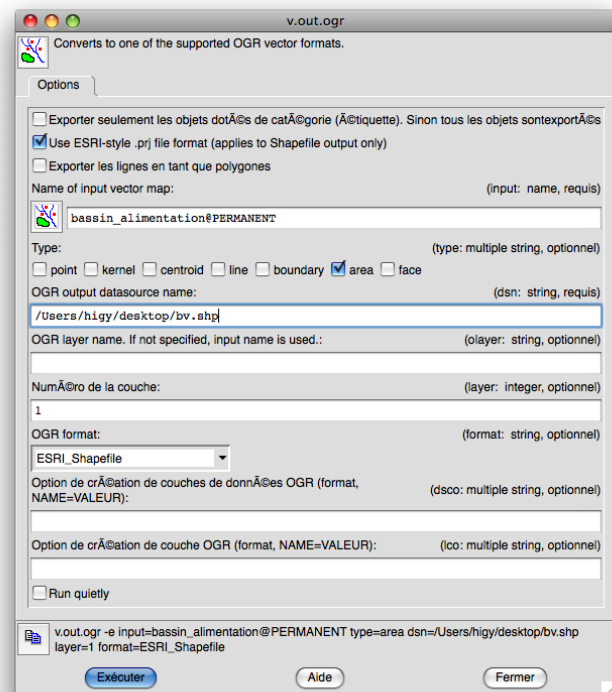 v.out.ogr
Converts to one of the supported OGR vector formats.
Options
Exporter seulement les objets dotÃ©s de catÃ©gorie (Ã©tiquette). Sinon tous les objets sontexportÃ©s
Use ESRI-style .prj file format (applies to Shapefile output only)
Exporter les lignes en tant que polygones
Name of input vector map: (input: name, requis)
bassin_alimentation@PERMANENT
Type: (type: multiple string, optionnel)
point kernel centroid line boundary area face
OGR output datasource name: (dsn: string, requis)
/Users/higy/desktop/bv.shp
OGR layer name. If not specified, input name is used.: (olayer: string, optionnel)
NumÃ©ro de la couche: (layer: integer, optionnel)
1
OGR format: (format: string, optionnel)
ESRI_Shapefile
Option de crÃ©ation de couches de donnÃ©es OGR (format, NAME=VALEUR): (dsco: multiple string, optionnel)
Option de crÃ©ation de couche OGR (format, NAME=VALEUR): (lco: multiple string, optionnel)
Run quietly
v.out.ogr -e input=bassin_alimentation@PERMANENT type=area dsn=/Users/higy/desktop/bv.shp
layer=1 format=ESRI_Shapefile
Exécuter Aide Fermer